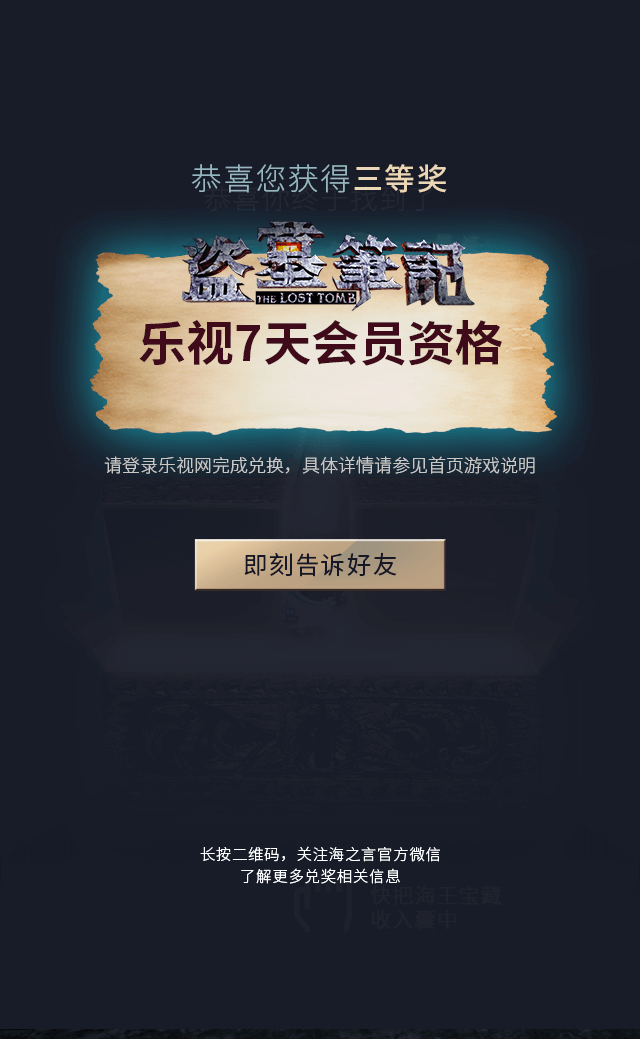 恭喜您获得三等奖
恭喜你终于找到了
盗墓筆記
THE LOST TOMB
乐视7天会员资格
请登录乐视网完成兑换，具体详情请参见首页游戏说明
即刻告诉好友
长按二维码，关注海之言官方微信
了解更多兑奖相关信息
快把海王宝藏
收入囊中